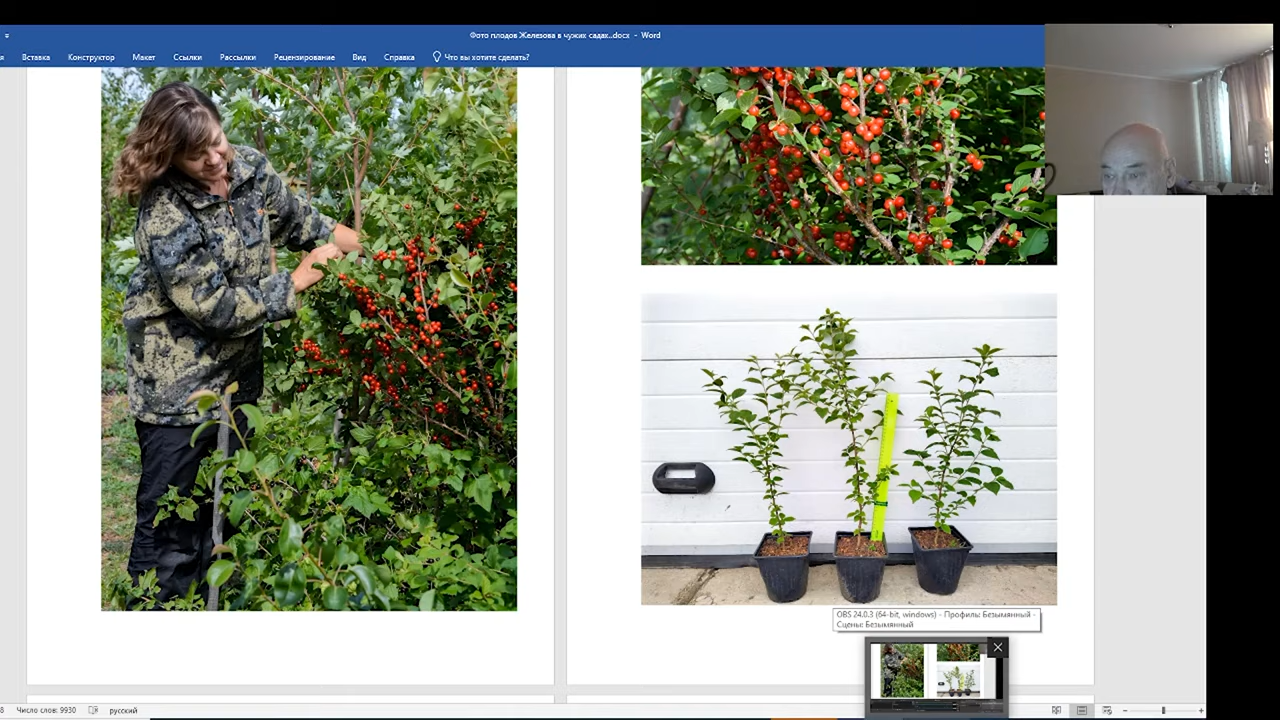 Фото плодов Железова в чужих садах..docx - Word
Вставка Конструктор Макет Ссылки Рассылки Рецензирование Вид Справка Что вы хотите сделать?
OBS 24.0.3 (64-bit, windows) - Профиль: Безымянный -
Сцены: Безымянный
8 Число слов: 9930 русский